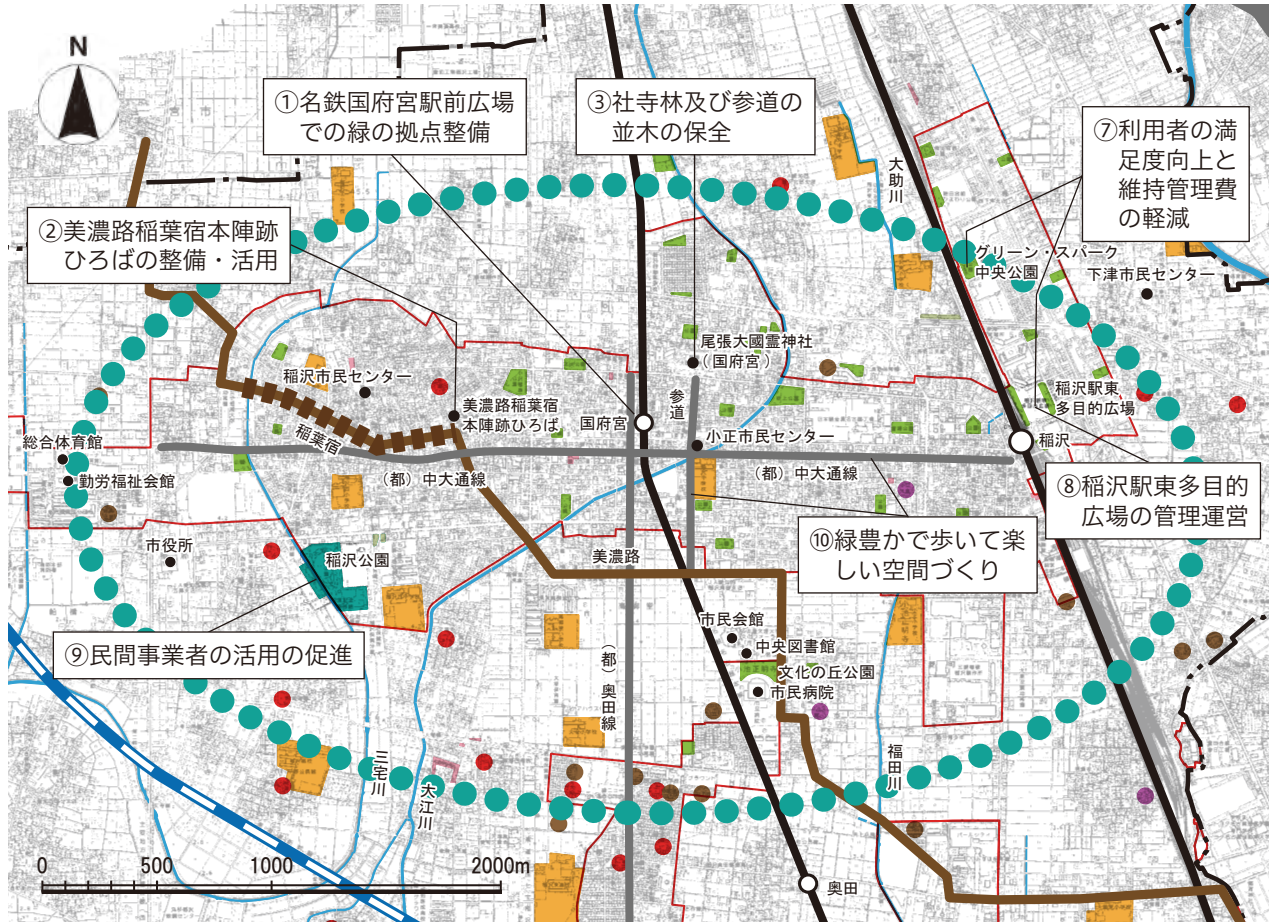 N
①名鉄国府宮駅前広場
での緑の拠点整備
③社寺林及び参道の
並木の保全
⑦利用者の満
足度向上と
維持管理費
の軽減
②美濃路稲葉宿本陣跡
ひろばの整備・活用
大助川
グリーン・スパーク
中央公園
下津市民センター
尾張大國霊神社
（国府宮）
稲沢市民センター
美濃路稲葉宿
本陣跡ひろば
国府宮
参道
稲沢駅東
多目的広場
稲葉宿
小正市民センター
稲沢
総合体育館
勤労福祉会館
（都）中大通線
（都）中大通線
⑧稲沢駅東多目的
広場の管理運営
⑩緑豊かで歩いて楽
しい空間づくり
市役所
稲沢公園
美濃路
⑨民間事業者の活用の促進
市民会館
中央図書館
文化の丘公園
市民病院
（都）奥田線
三宅川
大江川
福田川
奥田
0 500 1000 2000m